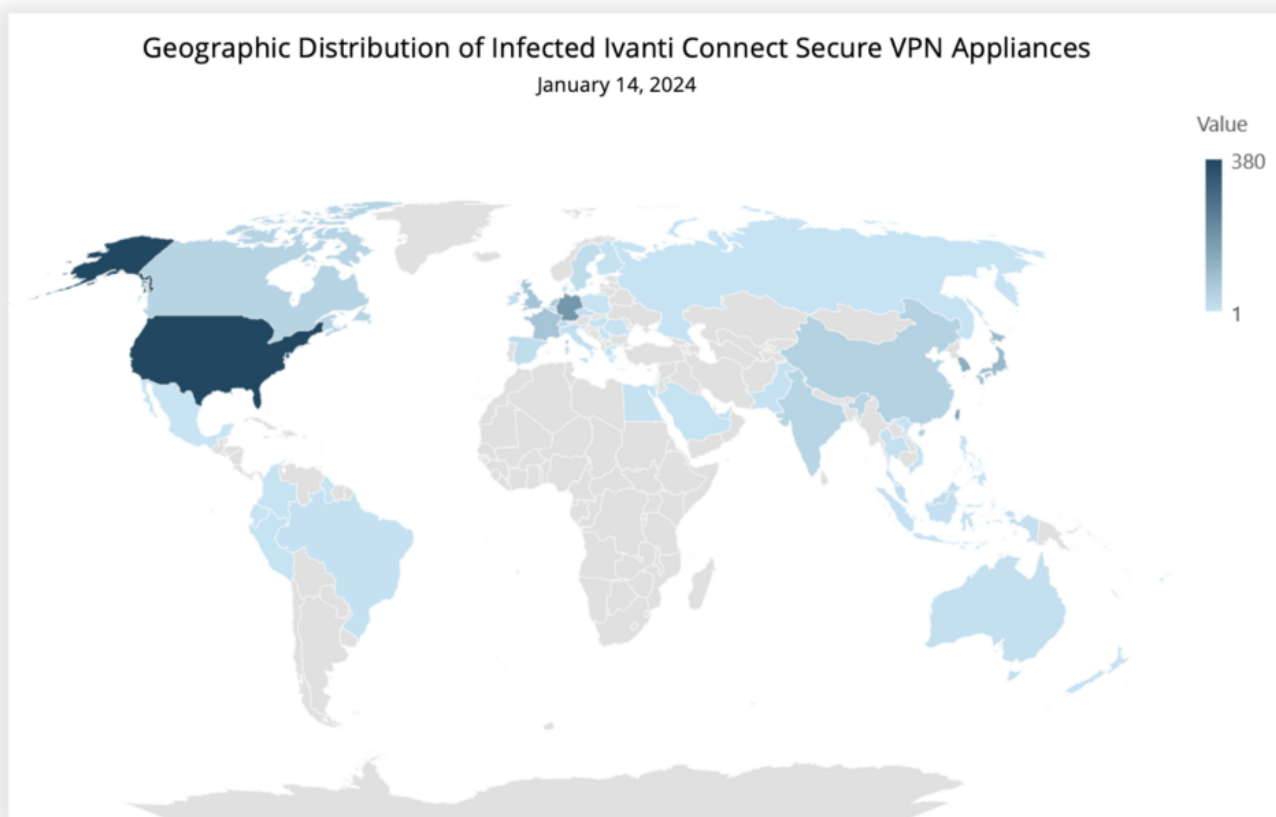 Geographic Distribution of Infected Ivanti Connect Secure VPN Appliances
January 14, 2024
Value
380
1